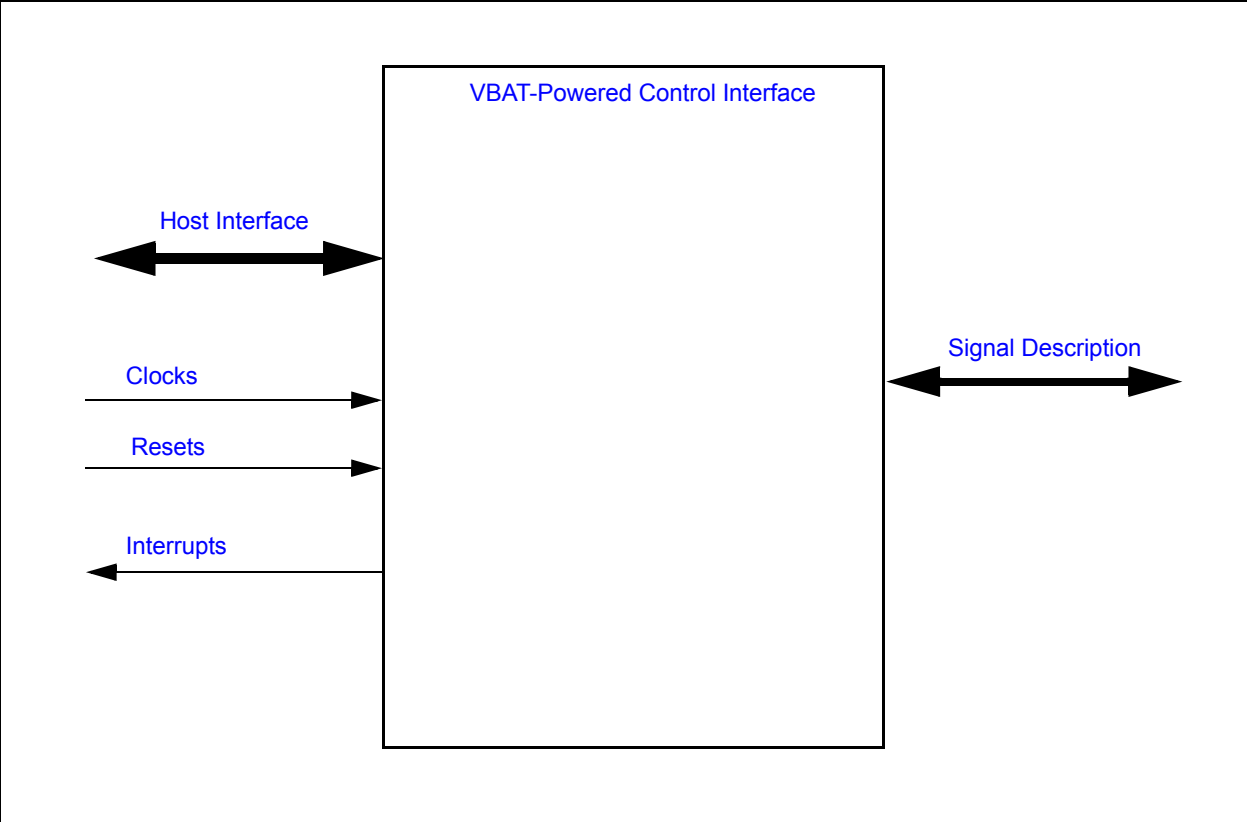 VBAT-Powered Control Interface
Host Interface
Signal Description
Clocks
Resets
Interrupts